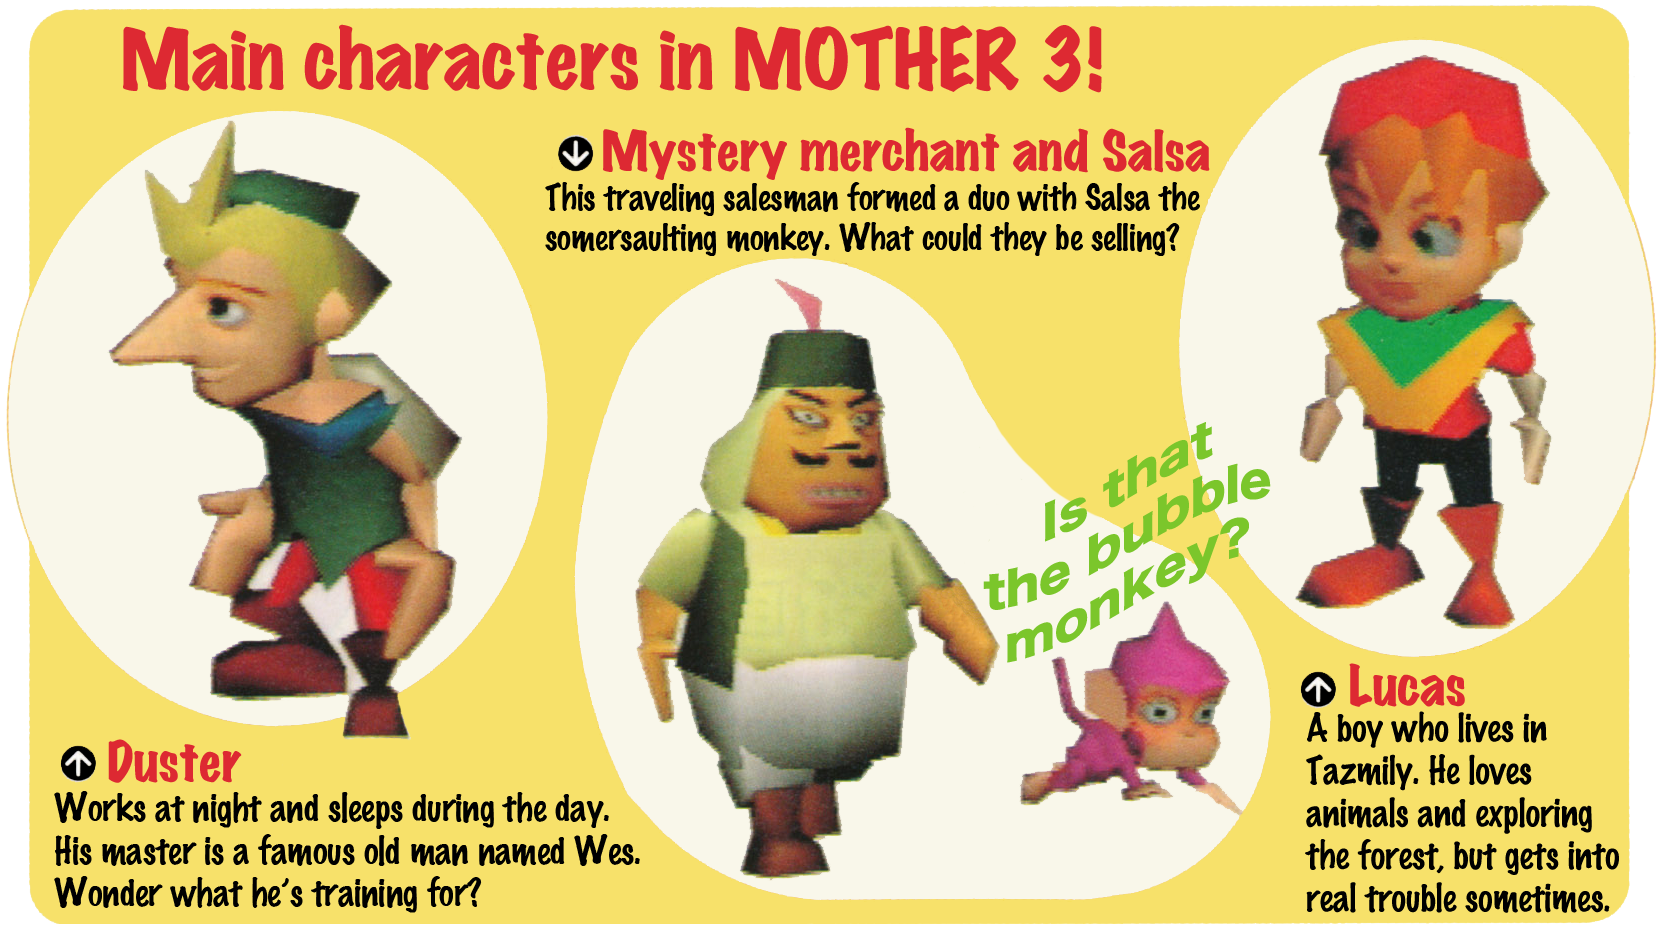 Main characters in MOTHER 3!
Mystery merchant and Salsa
This traveling salesman formed a duo with Salsa the
somersaulting monkey. What could they be selling?
Is that
the bubble
monkey?
Duster
Works at night and sleeps during the day.
His master is a famous old man named Wes.
Wonder what he's training for?
Lucas
A boy who lives in
Tazmily. He loves
animals and exploring
the forest, but gets into
real trouble sometimes.